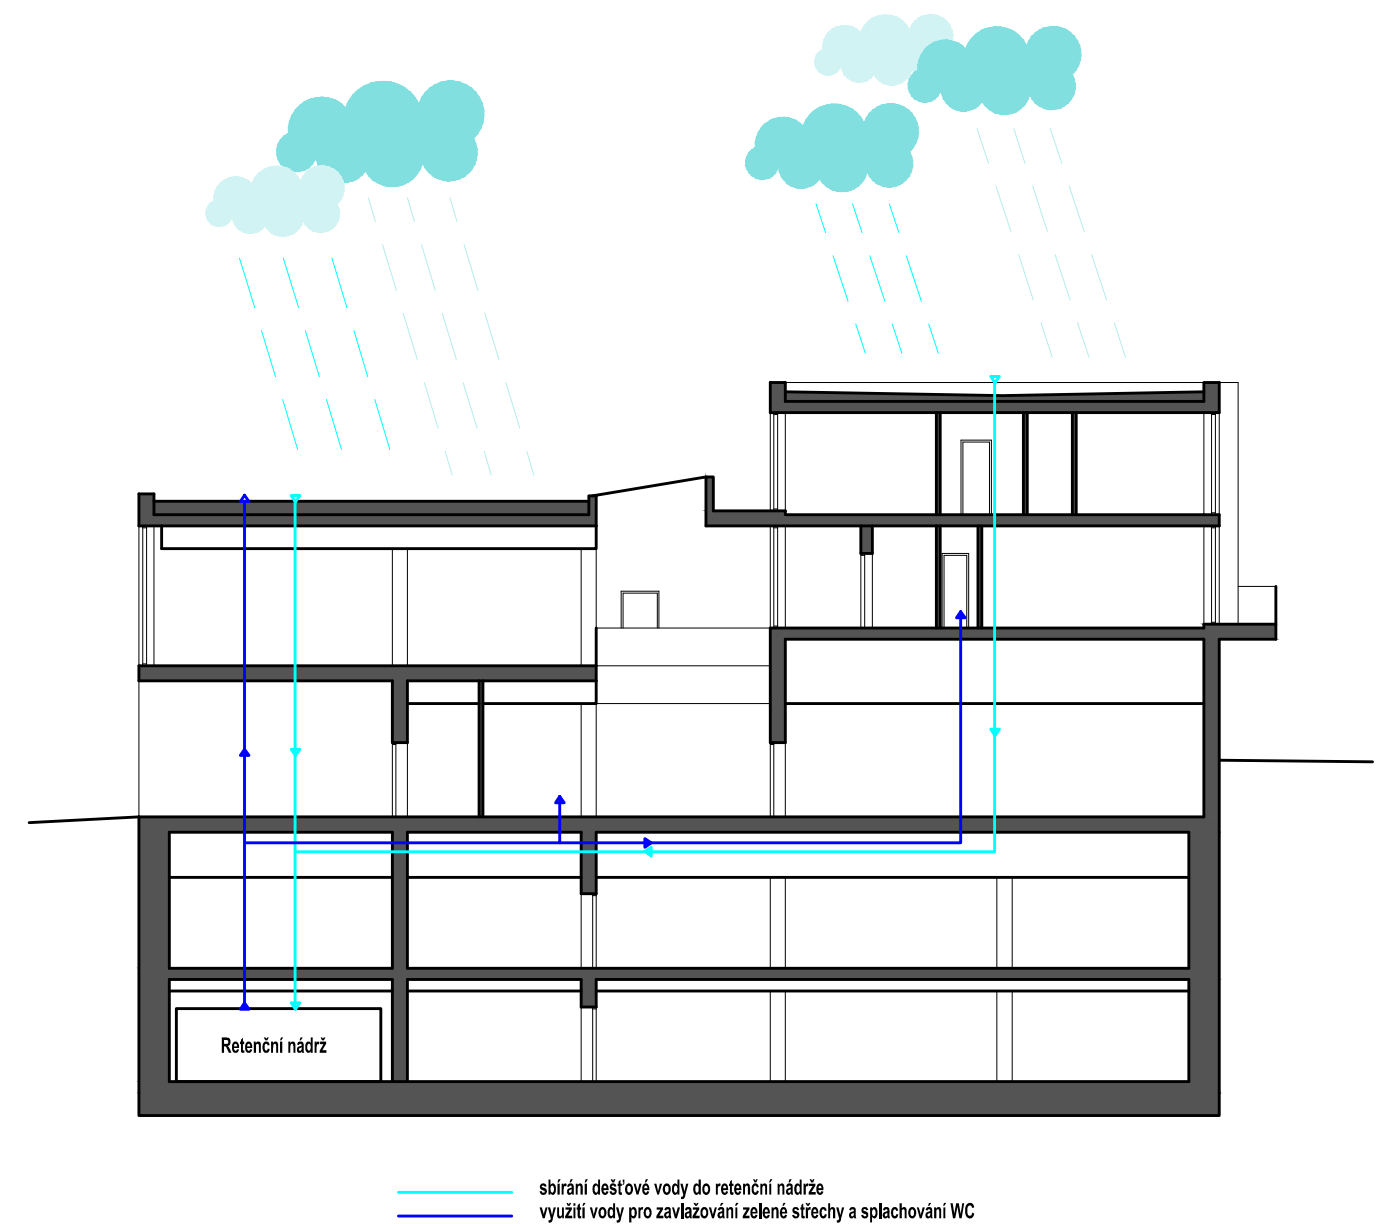 Retenční nádrž
sbírání dešťové vody do retenční nádrže
využití vody pro zavlažování zelené střechy a splachování WC